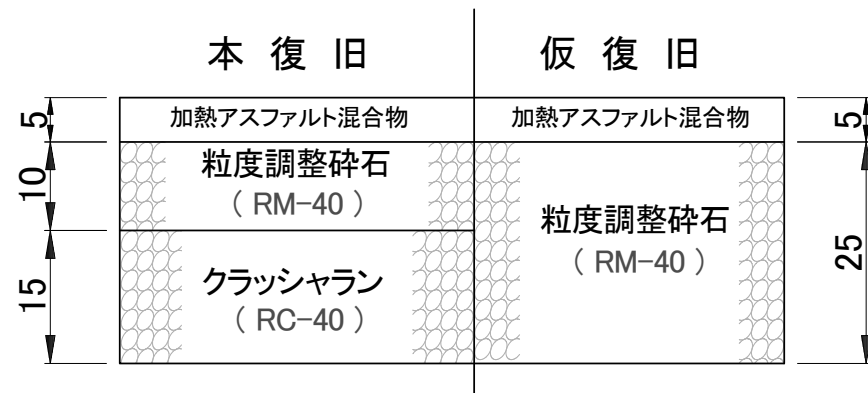 本復旧
仮復旧
5
加熱アスファルト混合物
加熱アスファルト混合物
5
10
粒度調整砕石
( RM-40 )
粒度調整砕石
( RM-40 )
25
15
クラッシャラン
( RC-40 )